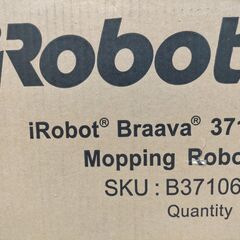 iRobot
iRobot® Braava® 371
Mopping Robo
SKU : B37106
Quantity